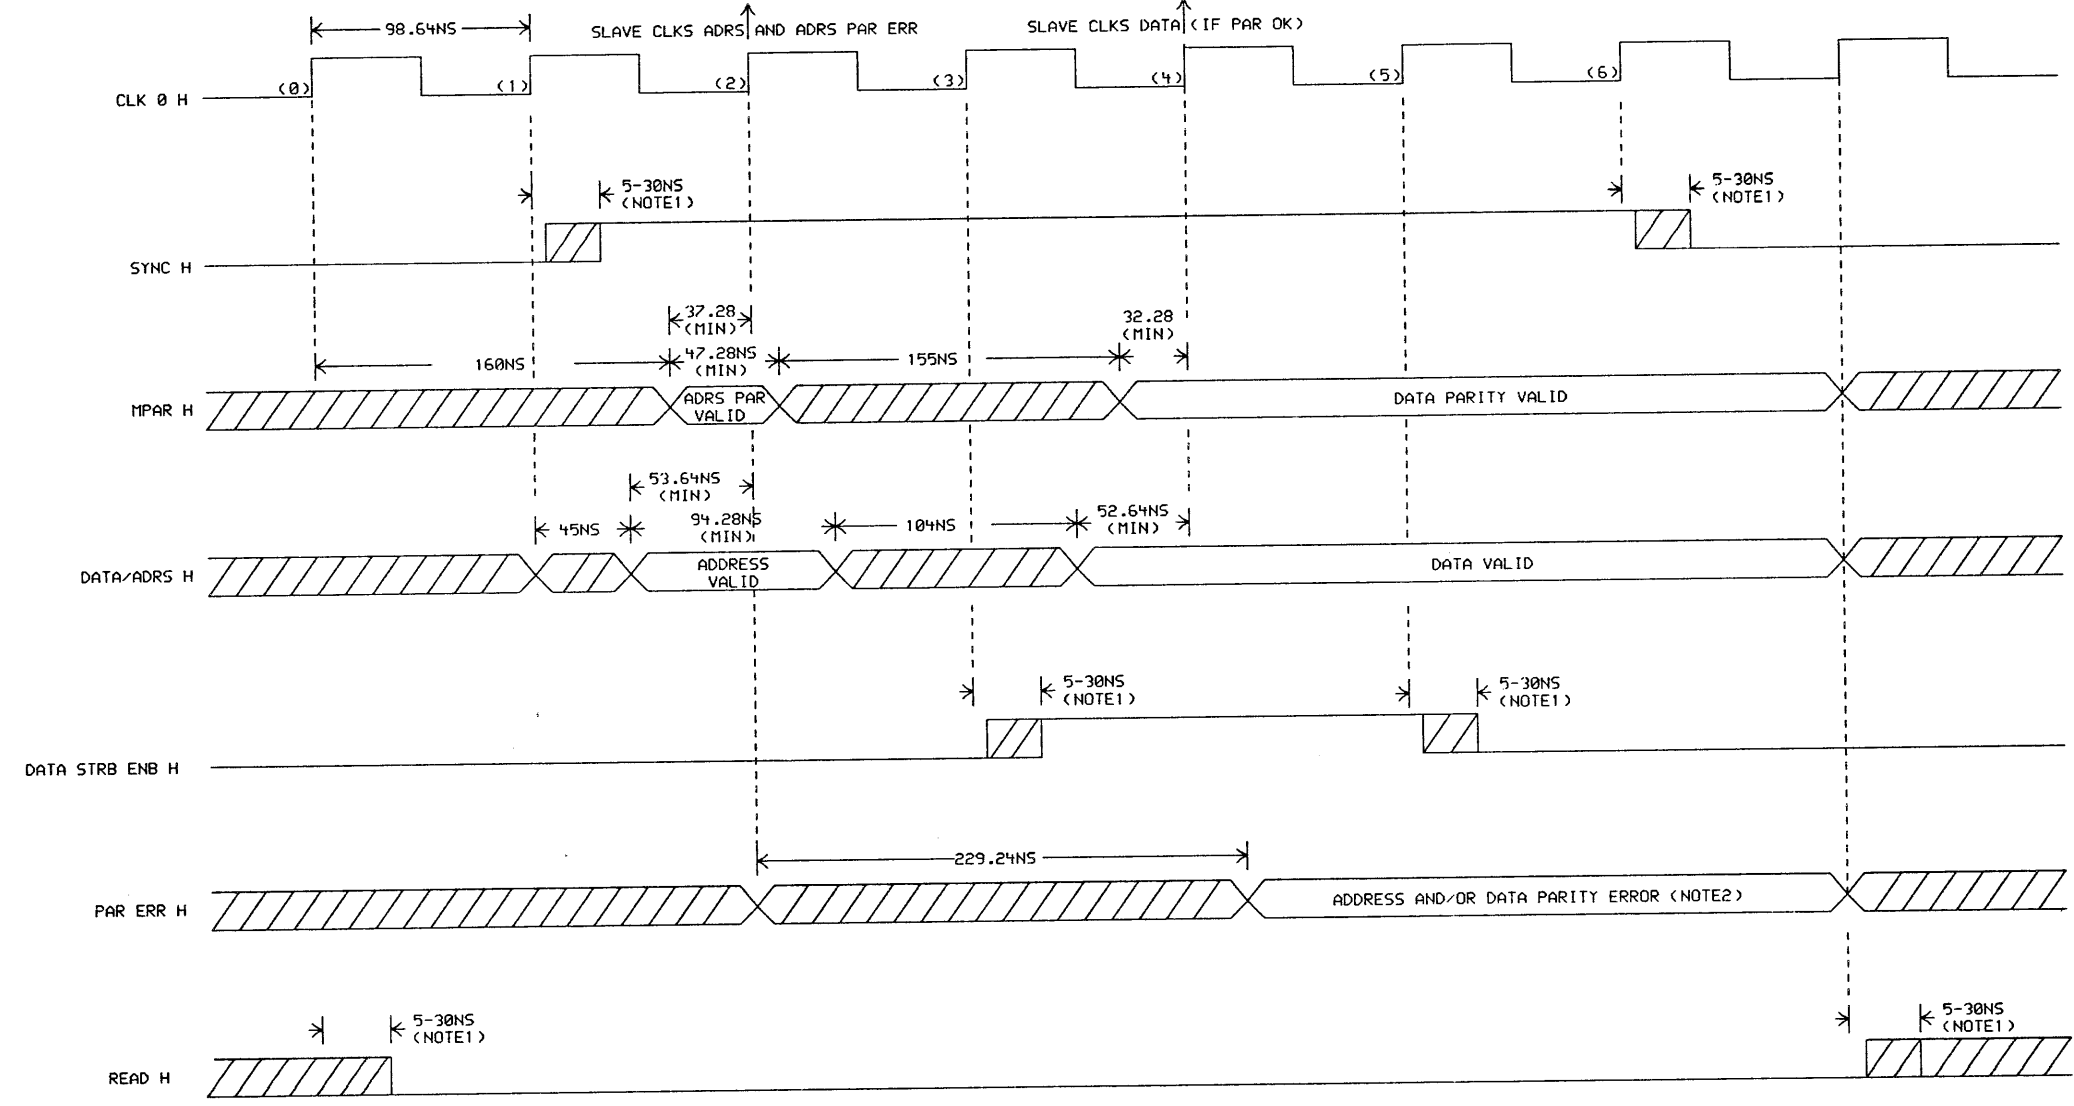 98.64NS
SLAVE CLKS ADRS AND ADRS PAR ERR
SLAVE CLKS DATA (IF PAR OK)
CLK 0 H
(0)
(1)
(2)
(3)
(4)
(5)
(6)
5-30NS
(NOTE1)
5-30NS
(NOTE1)
SYNC H
37.28
(MIN)
32.28
(MIN)
160NS
47.28NS
(MIN)
155NS
MPAR H
ADRS PAR
VALID
DATA PARITY VALID
53.64NS
(MIN)
45NS
94.28NS
(MIN)
104NS
52.64NS
(MIN)
DATA/ADRS H
ADDRESS
VALID
DATA VALID
5-30NS
(NOTE1)
5-30NS
(NOTE1)
DATA STRB ENB H
229.24NS
PAR ERR H
ADDRESS AND/OR DATA PARITY ERROR (NOTE2)
5-30NS
(NOTE1)
5-30NS
(NOTE1)
READ H